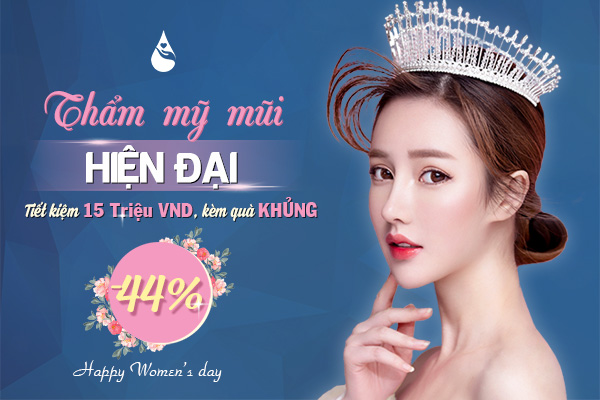 Thẩm mỹ mũi
HIỆN ĐẠI
Tiết kiệm 15 Triệu VND, kèm quà KHỦNG
-44%
Happy Women's day